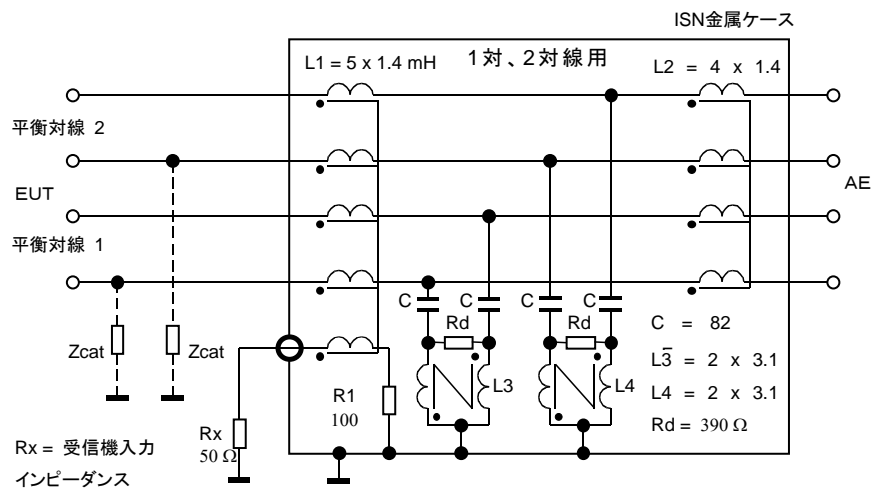 ISN金属ケース
L1 = 5 x 1.4 mH
1対、2対線用
L2 = 4 x 1.4
平衡対線 2
EUT
AE
平衡対線 1
C
C
C
C
Rd
Rd
C = 82
Zcat
Zcat
L3
L4
L3 = 2 x 3.1
L4 = 2 x 3.1
Rd = 390 Ω
R1
100
Rx
50 Ω
Rx = 受信機入力
インピーダンス